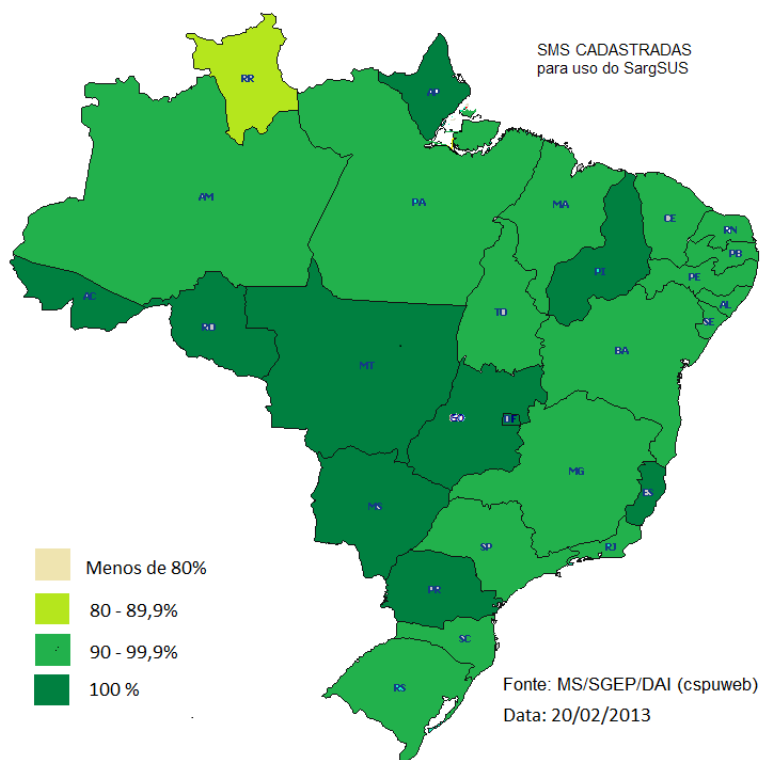 SMS CADASTRADAS
para uso do SargSUS
RR
AP
AM
PA
MA
CE
RN
PB
PE
AL
SE
PI
TO
AC
RO
MT
BA
GO
DF
MG
ES
MS
SP
RJ
PR
SC
RS
Menos de 80%
80 - 89,9%
90 - 99,9%
100 %
Fonte: MS/SGEP/DAI (cspuweb)
Data: 20/02/2013